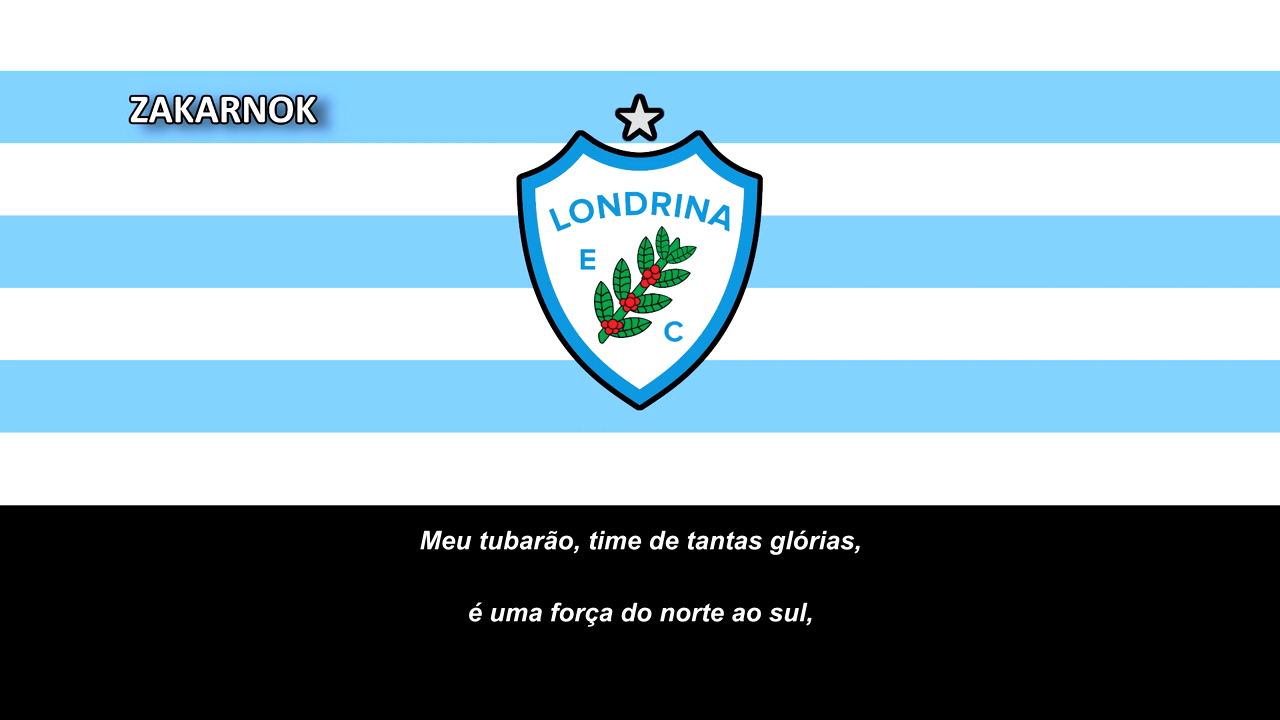 ZAKARNOK
LONDRINA
E
C
Meu tubarão, time de tantas glórias,
é uma força do norte ao sul,